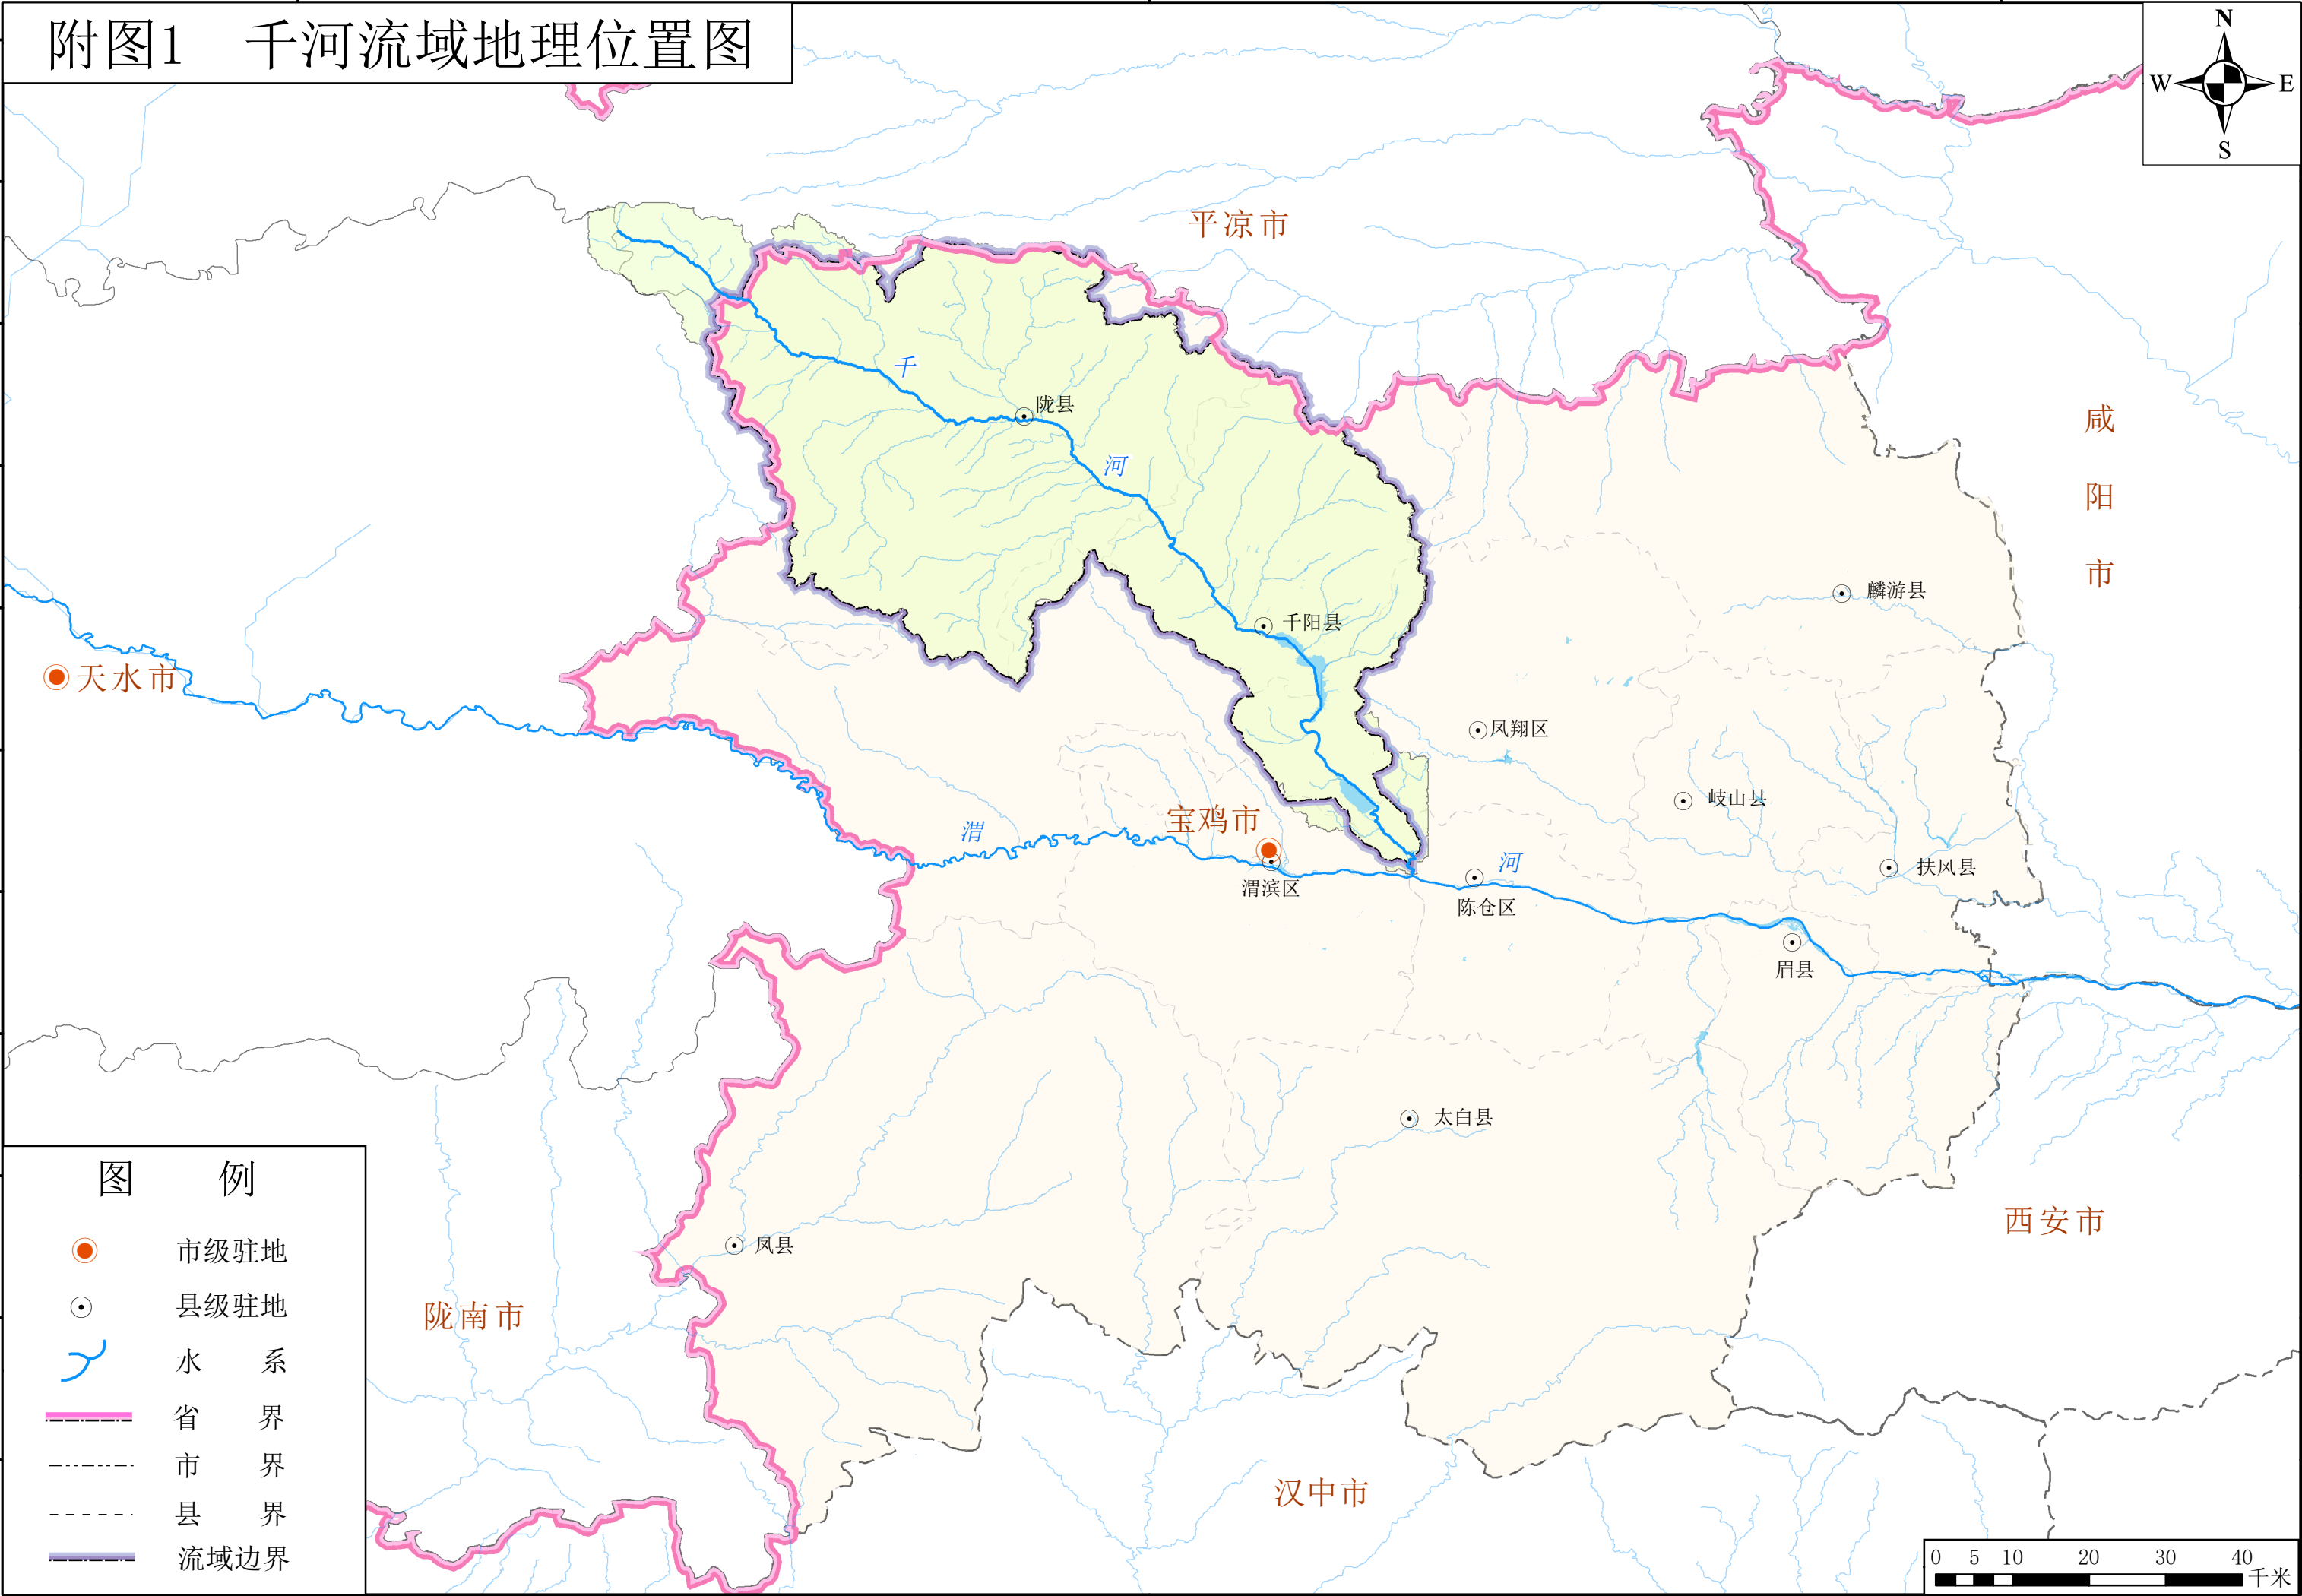 附图1 千河流域地理位置图
N
W E
S
平凉市
千
陇县
河
咸阳市
麟游县
千阳县
天水市
凤翔区
岐山县
宝鸡市
渭
河
扶风县
渭滨区
陈仓区
眉县
太白县
西安市
凤县
陇南市
汉中市
图 例
市级驻地
县级驻地
水 系
省 界
市 界
县 界
流域边界
0 5 10 20 30 40
千米